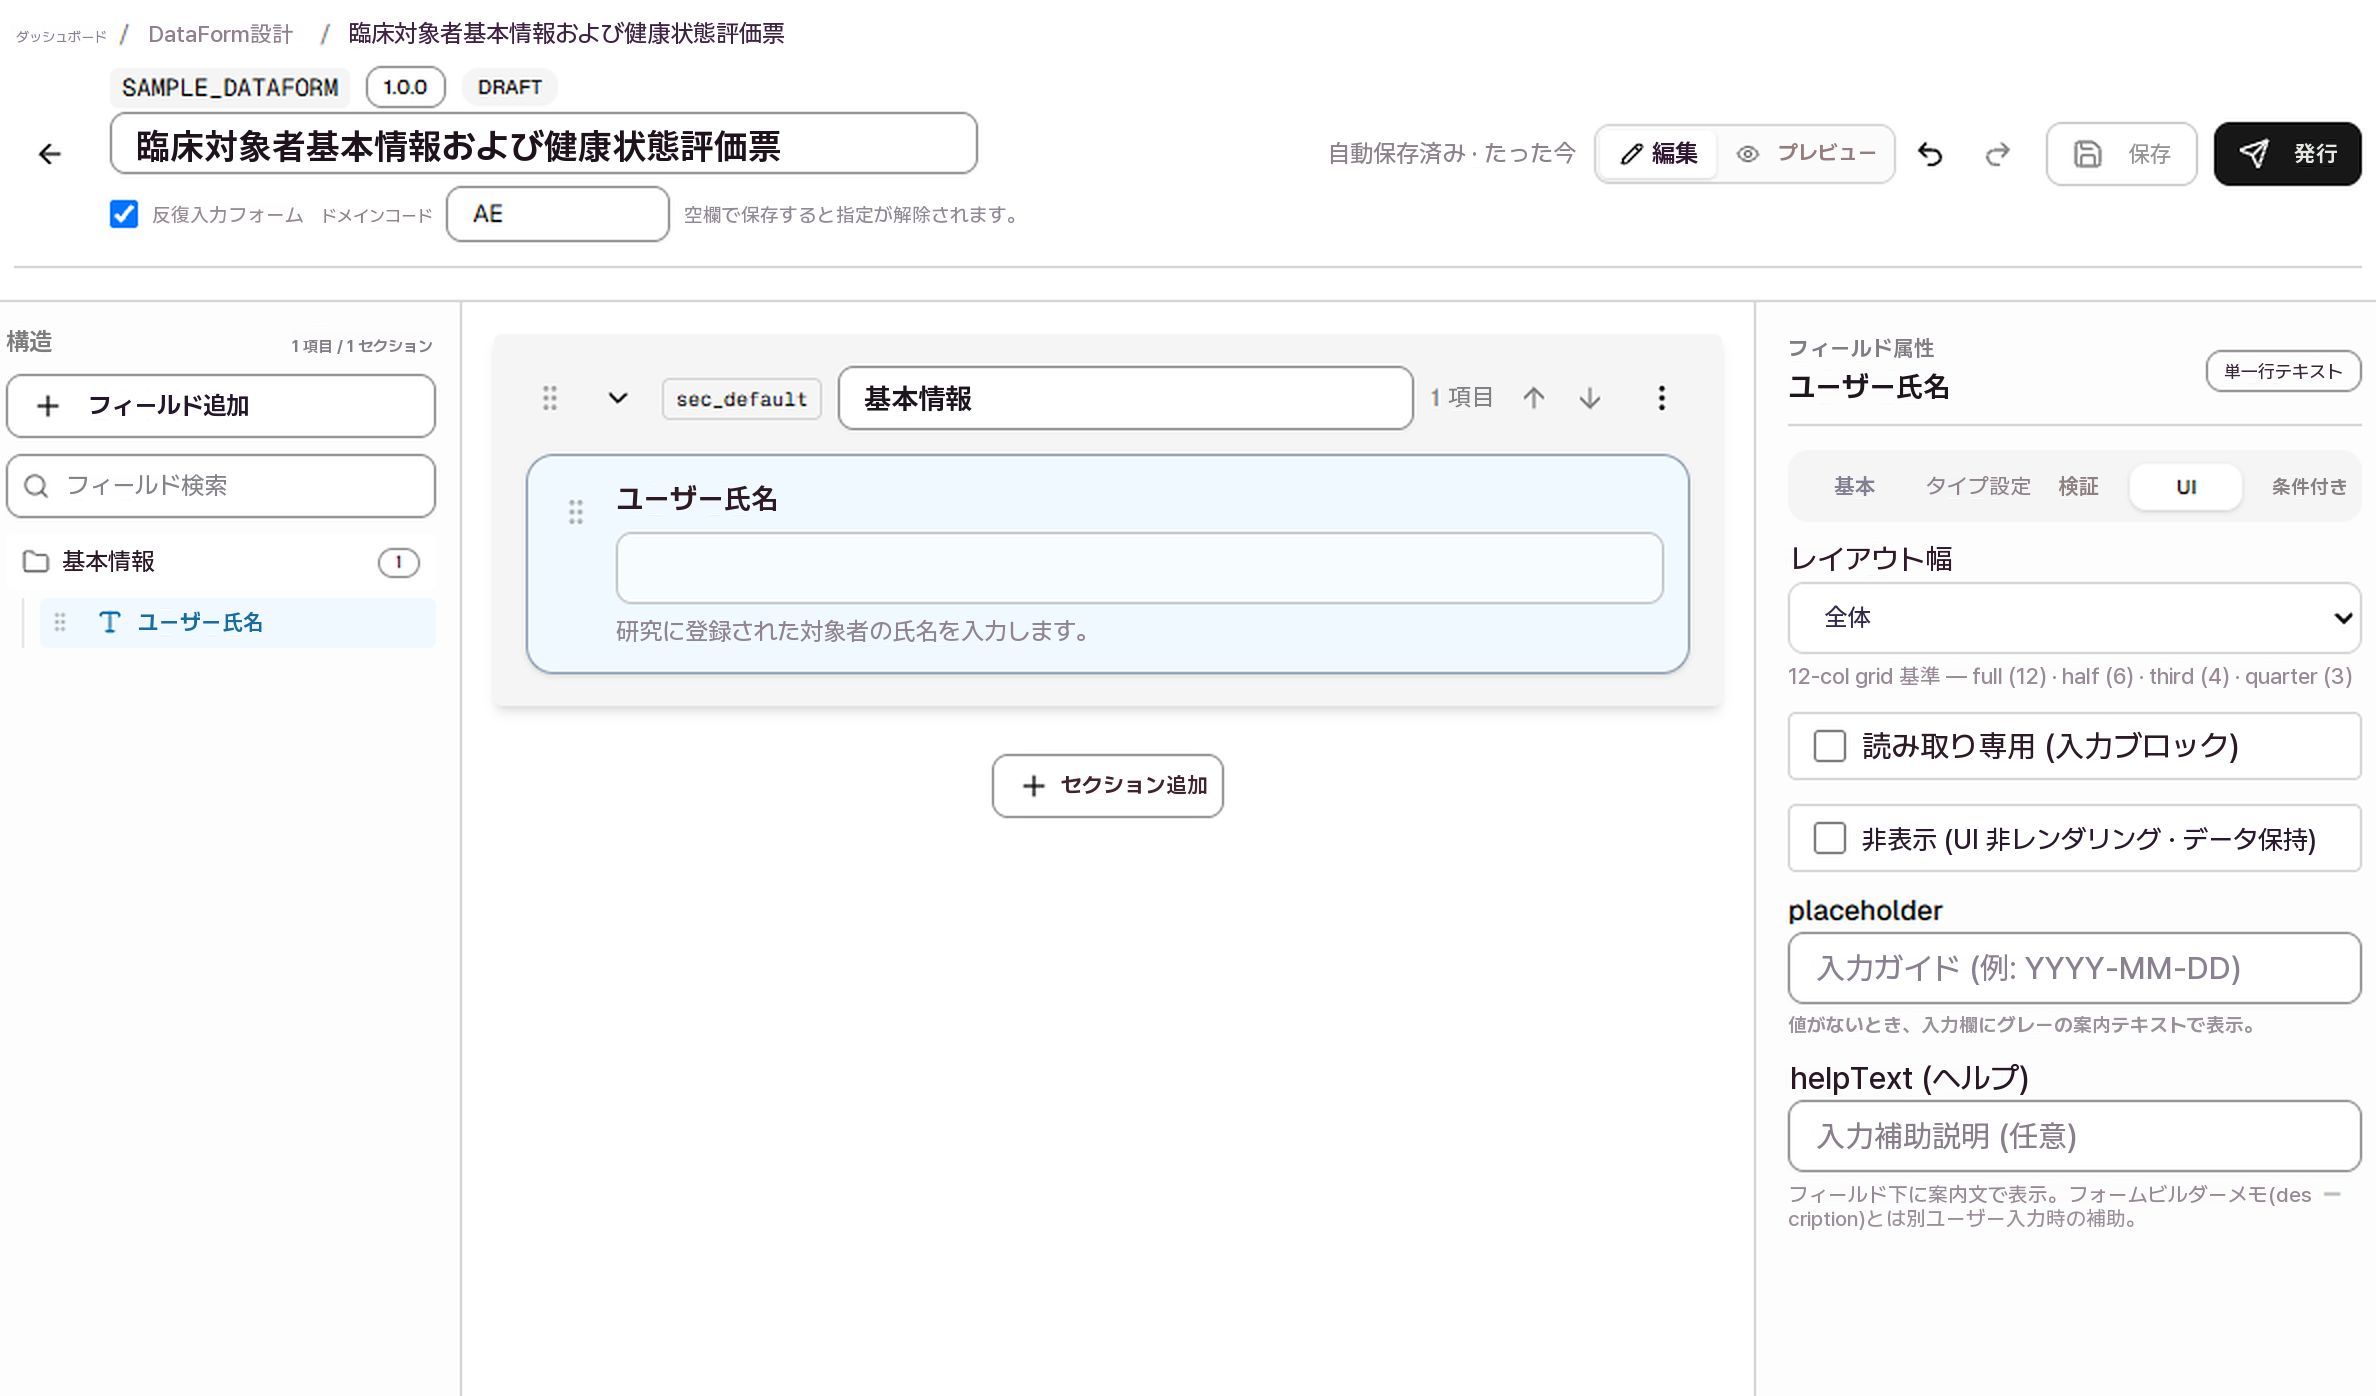 ダッシュボード / DataForm設計 / 臨床対象者基本情報および健康状態評価票
SAMPLE_DATAFORM 1.0.0 DRAFT
臨床対象者基本情報および健康状態評価票
自動保存済み · たった今 編集 プレビュー 保存 発行
反復入力フォーム ドメインコード AE 空欄で保存すると指定が解除されます。
構造 1 項目 / 1 セクション
フィールド追加
フィールド検索
基本情報 1
ユーザー氏名
sec_default 基本情報 1 項目
ユーザー氏名
研究に登録された対象者の氏名を入力します。
セクション追加
フィールド属性
ユーザー氏名 単一行テキスト
基本 タイプ設定 検証 UI 条件付き
レイアウト幅
全体
12-col grid 基準 — full (12) · half (6) · third (4) · quarter (3)
読み取り専用 (入力ブロック)
非表示 (UI 非レンダリング · データ保持)
placeholder
入力ガイド (例: YYYY-MM-DD)
値がないとき、入力欄にグレーの案内テキストで表示。
helpText (ヘルプ)
入力補助説明 (任意)
フィールド下に案内文で表示。フォームビルダーメモ(des
cription)とは別ユーザー入力時の補助。